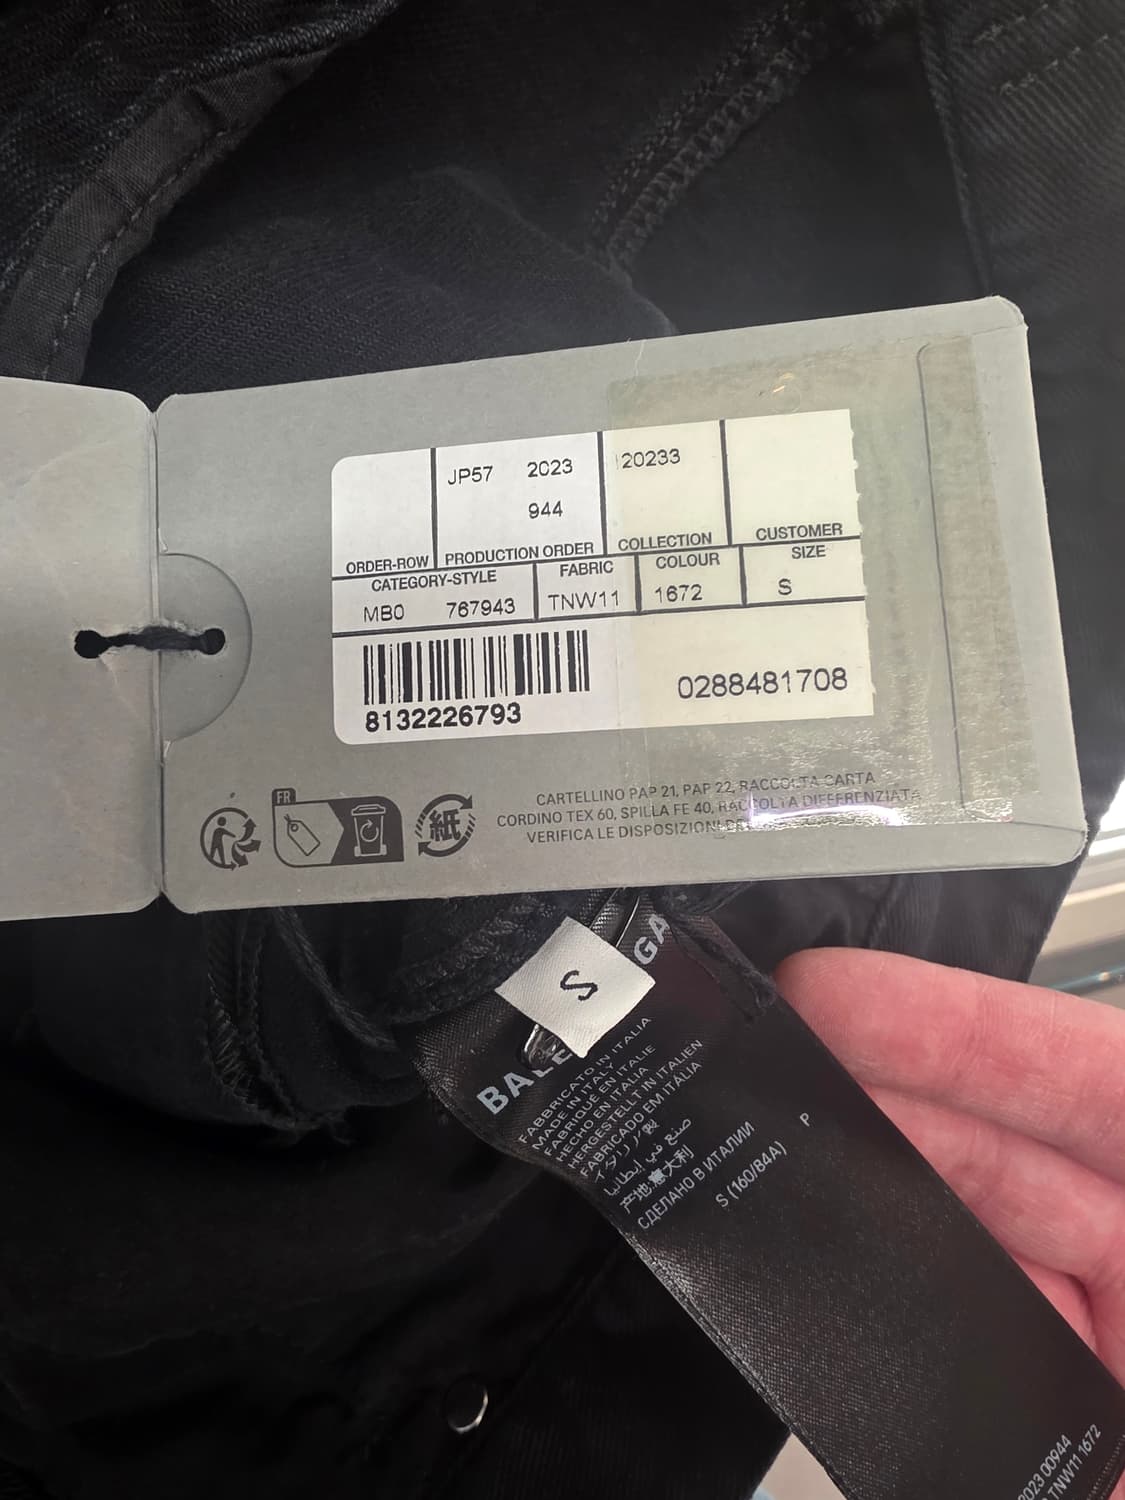 JP57 2023 20233
944
ORDER-ROW PRODUCTION ORDER COLLECTION CUSTOMER
CATEGORY-STYLE FABRIC COLOUR SIZE
MB0 767943 TNW11 1672 S
8132226793 0288481708
FR
紙
CARTELLINO PAP 21, PAP 22, RACCOLTA CARTA
CORDINO TEX 60, SPILLA FE 40, RACCOLTA DIFFERENZIATA
VERIFICA LE DISPOSIZIONI
S
GA
FABBRICATO IN ITALIA
MADE IN ITALY
FABRIQUÉ EN ITALIE
HECHO EN ITALIA
HERGESTELLT IN ITALIEN
FABRICADO EM ITÁLIA
イタリア製
صنع في إيطاليا
产地意大利
СДЕЛАНО В ИТАЛИИ
S (160/84A) P
2023 00944
TNW11 1672